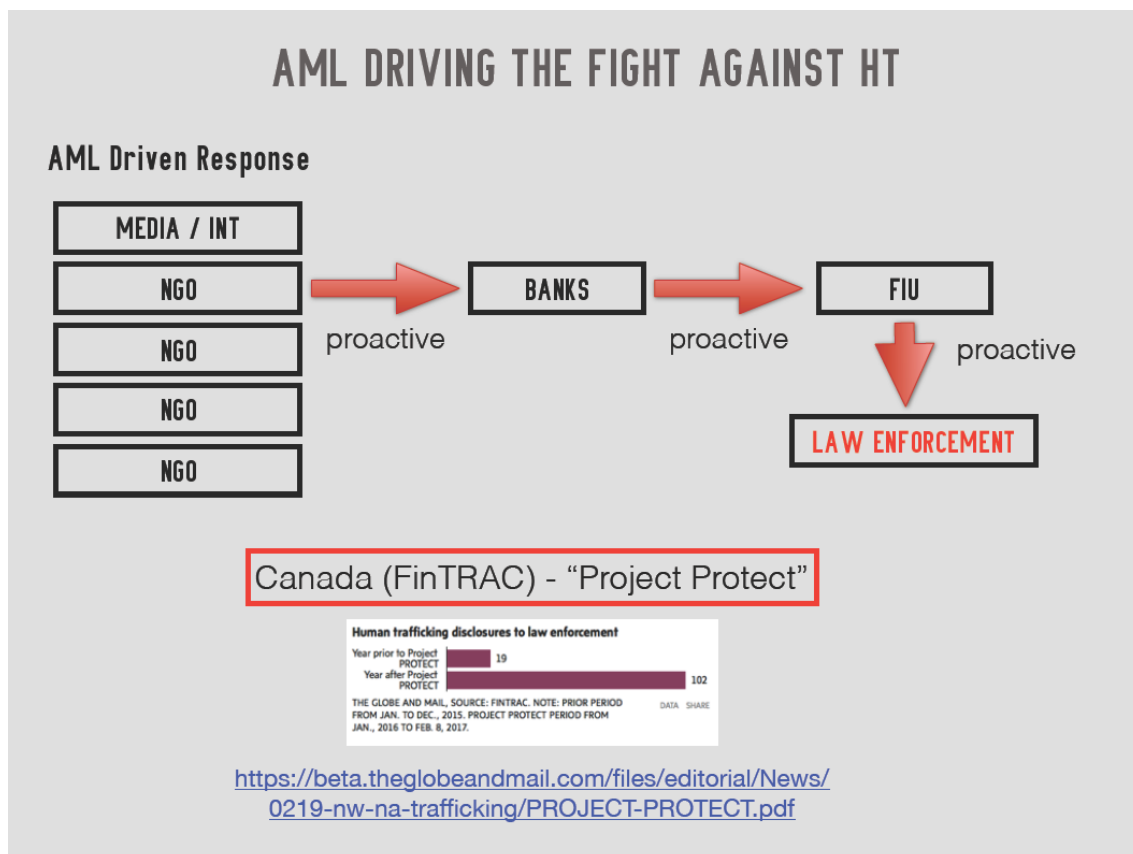 AML DRIVING THE FIGHT AGAINST HT
AML Driven Response
MEDIA / INT
NGO
NGO
NGO
NGO
proactive
BANKS
proactive
FIU
proactive
LAW ENFORCEMENT
Canada (FinTRAC) - “Project Protect”
Human trafficking disclosures to law enforcement
Year prior to Project
PROTECT
19
Year after Project
PROTECT
102
THE GLOBE AND MAIL, SOURCE: FINTRAC. NOTE: PRIOR PERIOD
FROM JAN. TO DEC., 2015. PROJECT PROTECT PERIOD FROM
JAN., 2016 TO FEB. 8, 2017.
DATA SHARE
https://beta.theglobeandmail.com/files/editorial/News/
0219-nw-na-trafficking/PROJECT-PROTECT.pdf